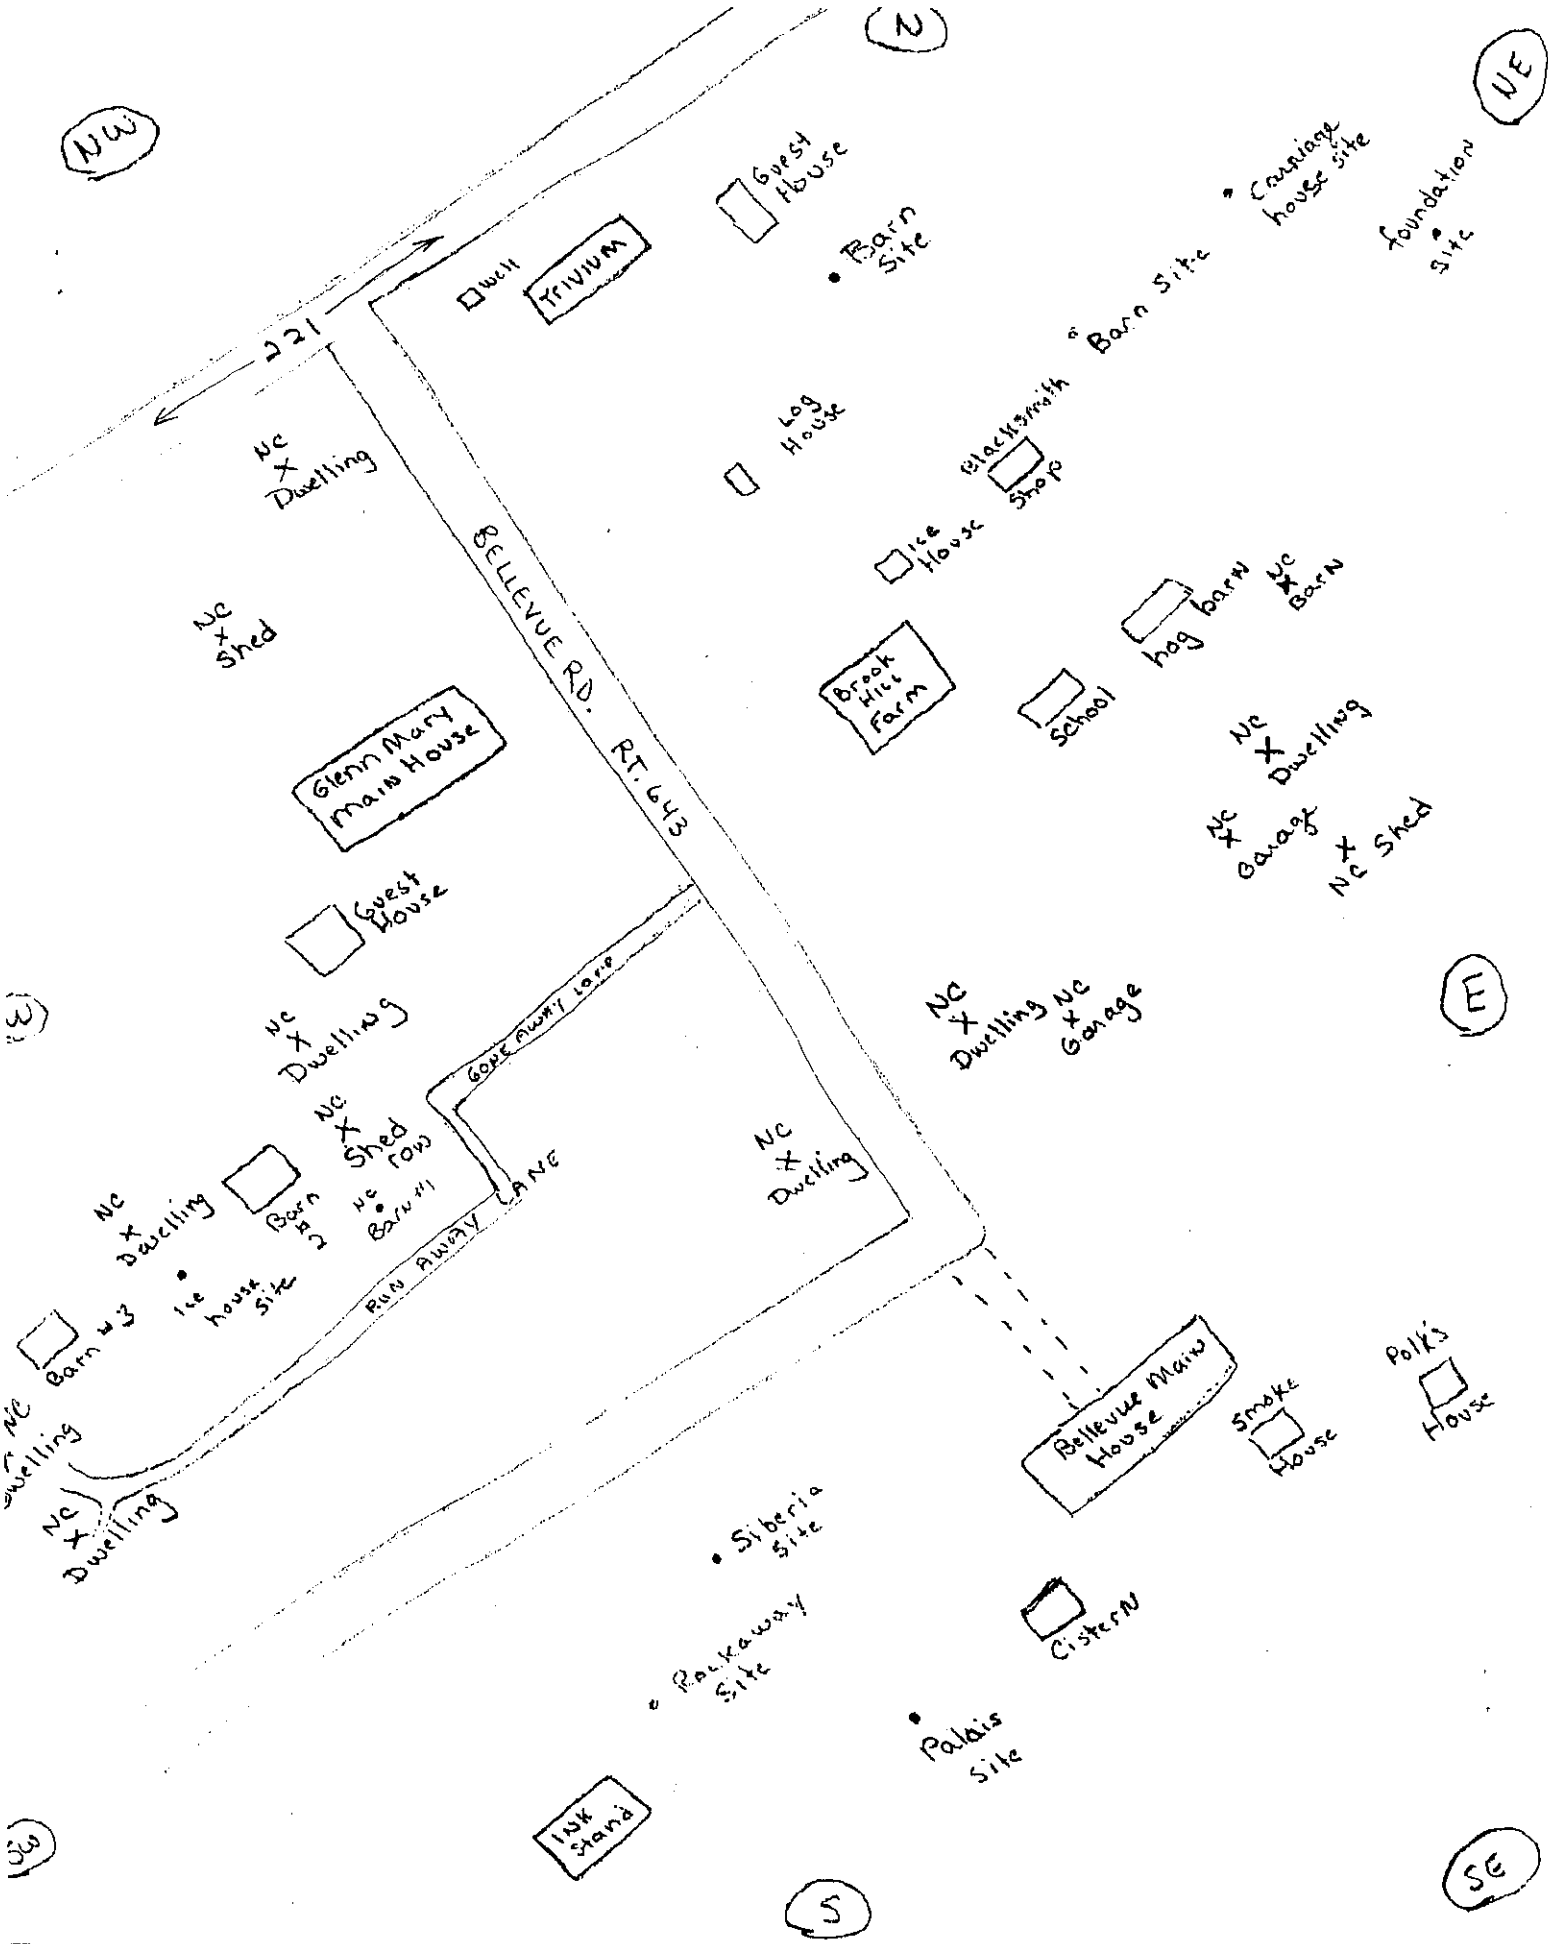 N
NE
NW
Guest
House
Carriage
house site
foundation
site
Barn
Site
TriviUM
well
Barn Site
221
Log
House
Blacksmith
Shop
NC
X
Dwelling
Ice
House
BELLEVUE RD. RT. 643
hog barn
NC
X
BarN
NC
X
Shed
Brook
Hill
Farm
School
Glenn Mary
MaiN House
NC
X
DwelliNg
NC
X
Garage
X
NC Shed
Guest
House
GONE AWAY LaNe
E
W
NC
X
DwelliNg
NC
X
Dwelling
NC
X
Garage
NC
X
Shed
row
NC
X
Dwelling
Barn
#2
NC
Barn #1
NC
X
Dwelling
RUN AWAY LANE
Ice
house
site
Barn #3
Bellevue MaiN
House
Smoke
House
Polk's
House
NC
Dwelling
NC
X
Dwelling
Siberia
Site
CisterN
Rockaway
Site
Palais
Site
INK
Stand
SW
S
SE